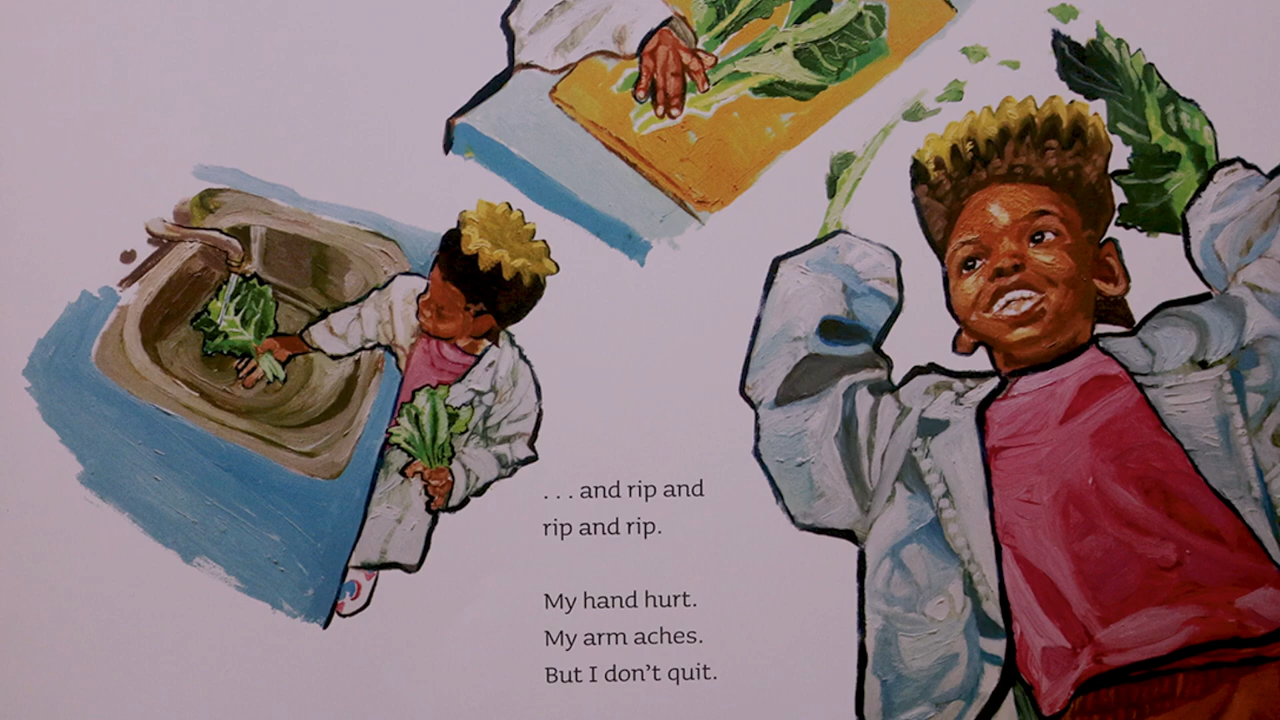 . . . and rip and
rip and rip.
My hand hurt.
My arm aches.
But I don't quit.